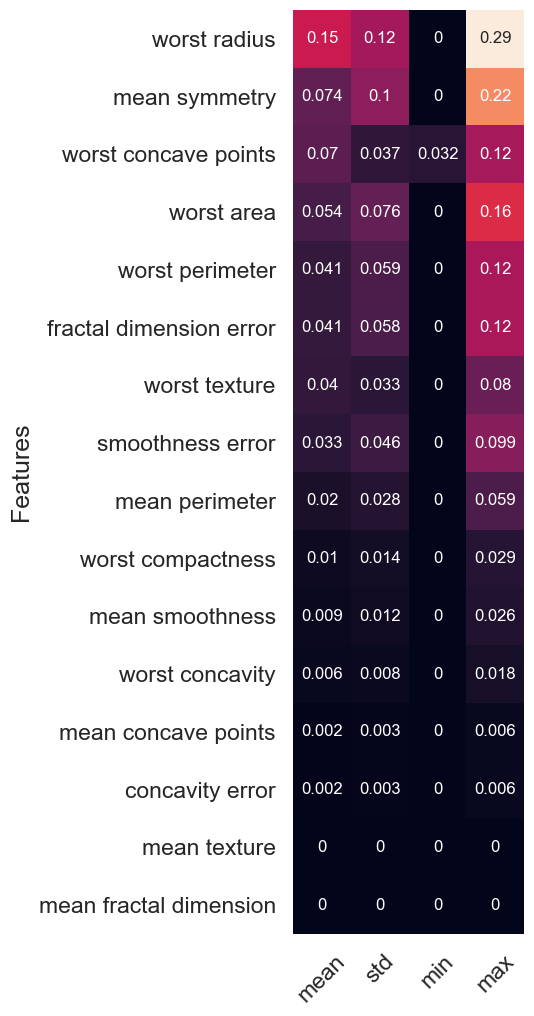 Features
worst radius 0.15 0.12 0 0.29
mean symmetry 0.074 0.1 0 0.22
worst concave points 0.07 0.037 0.032 0.12
worst area 0.054 0.076 0 0.16
worst perimeter 0.041 0.059 0 0.12
fractal dimension error 0.041 0.058 0 0.12
worst texture 0.04 0.033 0 0.08
smoothness error 0.033 0.046 0 0.099
mean perimeter 0.02 0.028 0 0.059
worst compactness 0.01 0.014 0 0.029
mean smoothness 0.009 0.012 0 0.026
worst concavity 0.006 0.008 0 0.018
mean concave points 0.002 0.003 0 0.006
concavity error 0.002 0.003 0 0.006
mean texture 0 0 0 0
mean fractal dimension 0 0 0 0
mean std min max